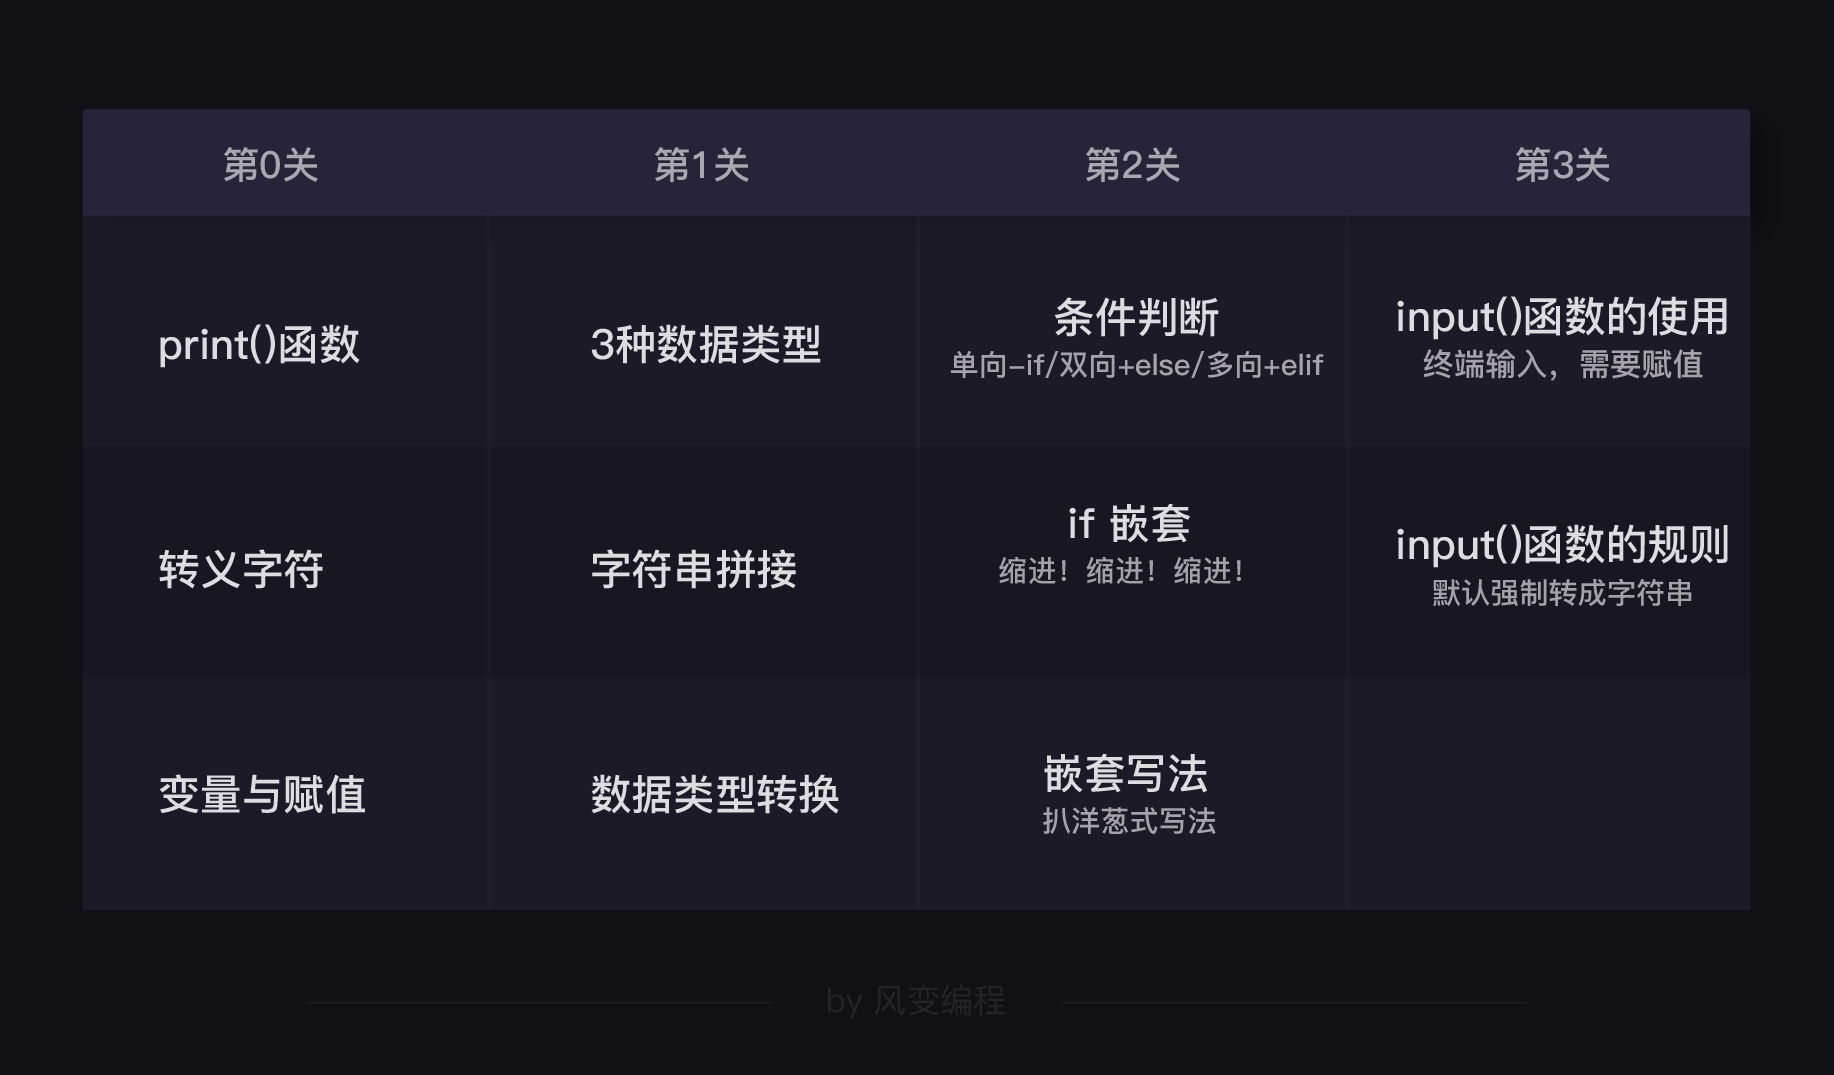 第0关 第1关 第2关 第3关
print()函数 3种数据类型 条件判断 input()函数的使用
单向-if/双向+else/多向+elif 终端输入，需要赋值
转义字符 字符串拼接 if 嵌套 input()函数的规则
缩进！缩进！缩进！ 默认强制转成字符串
变量与赋值 数据类型转换 嵌套写法
扒洋葱式写法
by 风变编程